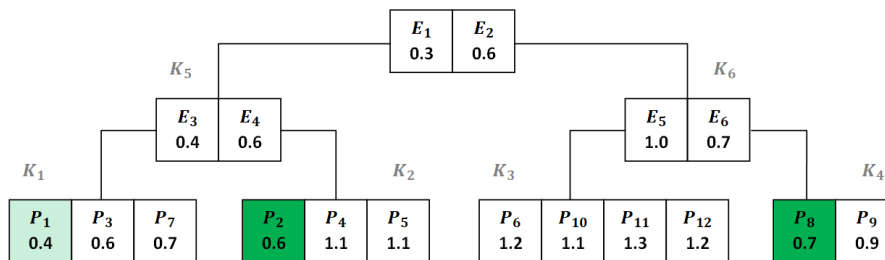 E₁ E₂
0.3 0.6
K₅ K₆
E₃ E₄ E₅ E₆
0.4 0.6 1.0 0.7
K₁ K₂ K₃ K₄
P₁ P₃ P₇ P₂ P₄ P₅ P₆ P₁₀ P₁₁ P₁₂ P₈ P₉
0.4 0.6 0.7 0.6 1.1 1.1 1.2 1.1 1.3 1.2 0.7 0.9